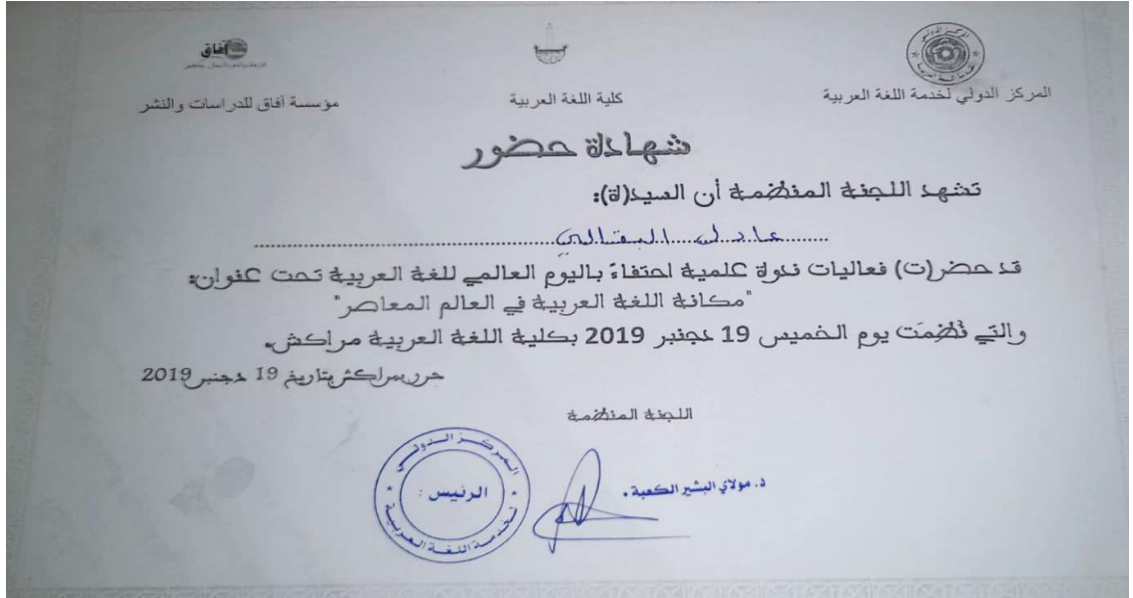 المركز الدولي لخدمة اللغة العربية
كلية اللغة العربية
آفاق
مؤسسة آفاق للدراسات والنشر
شهادة حضور
تشهد اللجنة المنظمة أن السيد(ة):
عادل البقالي
قد حضر(ت) فعاليات ندوة علمية احتفاءً باليوم العالمي للغة العربية تحت عنوان:
"مكانة اللغة العربية في العالم المعاصر"
والتي نُظِّمَت يوم الخميس 19 دجنبر 2019 بكلية اللغة العربية مراكش.
حرر بمراكش بتاريخ 19 دجنبر 2019
اللجنة المنظمة
د. مولاي البشير الكعبة .
المركز الدولي
الرئيس :
لخدمة اللغة العربية